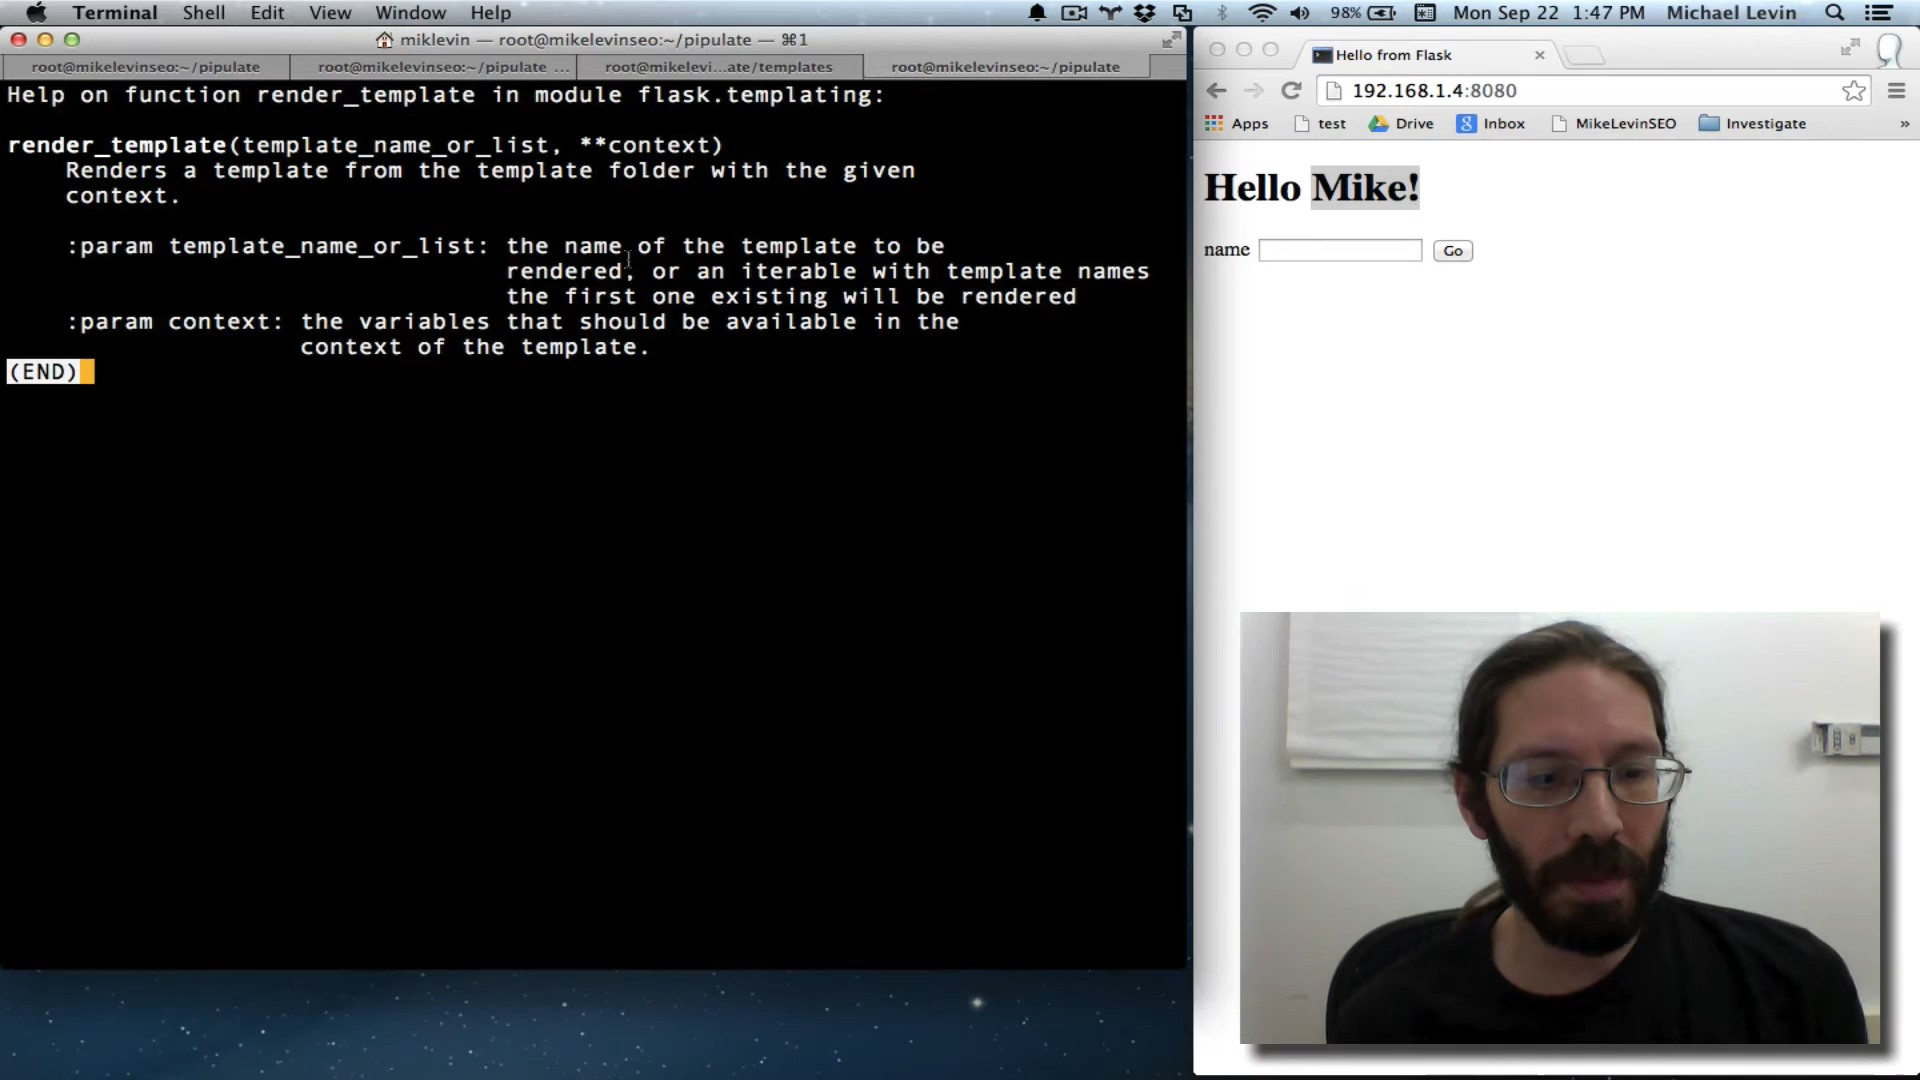 Terminal Shell Edit View Window Help 98% Mon Sep 22 1:47 PM Michael Levin
miklevin — root@mikelevinseo:~/pipulate — ⌘1
root@mikelevinseo:~/pipulate root@mikelevinseo:~/pipulate ... root@mikelevi...ate/templates root@mikelevinseo:~/pipulate
Help on function render_template in module flask.templating:
render_template(template_name_or_list, **context)
Renders a template from the template folder with the given
context.
:param template_name_or_list: the name of the template to be
rendered, or an iterable with template names
the first one existing will be rendered
:param context: the variables that should be available in the
context of the template.
(END)
Hello from Flask
192.168.1.4:8080
Apps test Drive 8 Inbox MikeLevinSEO Investigate »
Hello Mike!
name Go